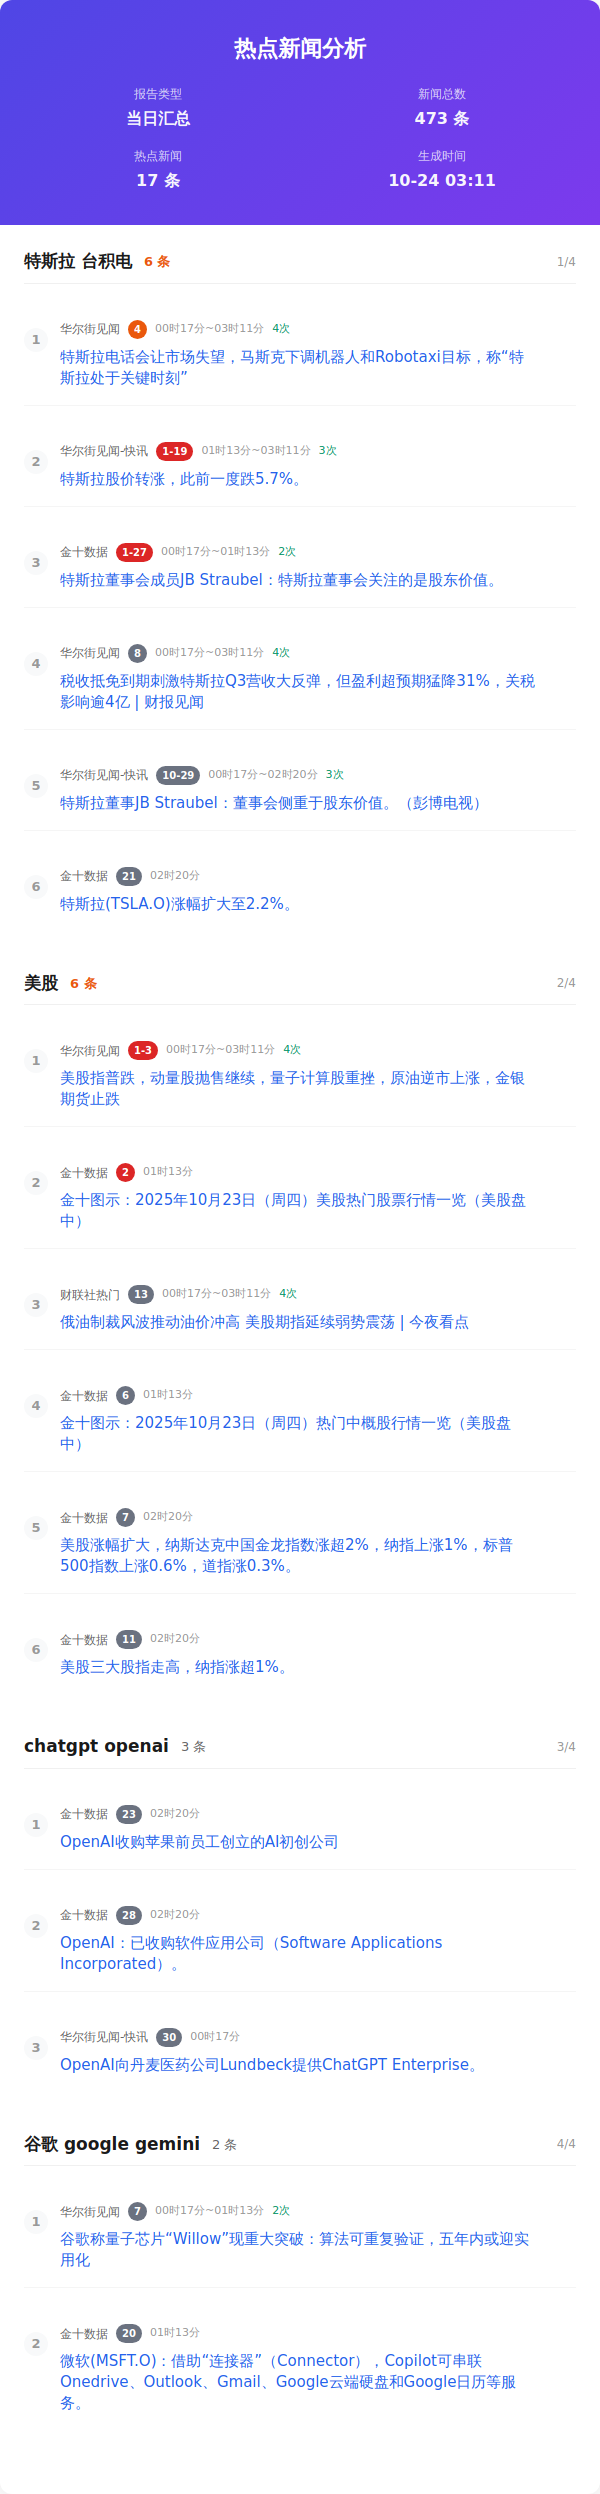 热点新闻分析
报告类型
新闻总数
当日汇总
473 条
热点新闻
生成时间
17 条
10-24 03:11
特斯拉 台积电 6 条 1/4
1
华尔街见闻 4 00时17分~03时11分 4次
特斯拉电话会让市场失望，马斯克下调机器人和Robotaxi目标，称“特
斯拉处于关键时刻”
2
华尔街见闻-快讯 1-19 01时13分~03时11分 3次
特斯拉股价转涨，此前一度跌5.7%。
3
金十数据 1-27 00时17分~01时13分 2次
特斯拉董事会成员JB Straubel：特斯拉董事会关注的是股东价值。
4
华尔街见闻 8 00时17分~03时11分 4次
税收抵免到期刺激特斯拉Q3营收大反弹，但盈利超预期猛降31%，关税
影响逾4亿 | 财报见闻
5
华尔街见闻-快讯 10-29 00时17分~02时20分 3次
特斯拉董事JB Straubel：董事会侧重于股东价值。（彭博电视）
6
金十数据 21 02时20分
特斯拉(TSLA.O)涨幅扩大至2.2%。
美股 6 条 2/4
1
华尔街见闻 1-3 00时17分~03时11分 4次
美股指普跌，动量股抛售继续，量子计算股重挫，原油逆市上涨，金银
期货止跌
2
金十数据 2 01时13分
金十图示：2025年10月23日（周四）美股热门股票行情一览（美股盘
中）
3
财联社热门 13 00时17分~03时11分 4次
俄油制裁风波推动油价冲高 美股期指延续弱势震荡 | 今夜看点
4
金十数据 6 01时13分
金十图示：2025年10月23日（周四）热门中概股行情一览（美股盘
中）
5
金十数据 7 02时20分
美股涨幅扩大，纳斯达克中国金龙指数涨超2%，纳指上涨1%，标普
500指数上涨0.6%，道指涨0.3%。
6
金十数据 11 02时20分
美股三大股指走高，纳指涨超1%。
chatgpt openai 3 条 3/4
1
金十数据 23 02时20分
OpenAI收购苹果前员工创立的AI初创公司
2
金十数据 28 02时20分
OpenAI：已收购软件应用公司（Software Applications
Incorporated）。
3
华尔街见闻-快讯 30 00时17分
OpenAI向丹麦医药公司Lundbeck提供ChatGPT Enterprise。
谷歌 google gemini 2 条 4/4
1
华尔街见闻 7 00时17分~01时13分 2次
谷歌称量子芯片“Willow”现重大突破：算法可重复验证，五年内或迎实
用化
2
金十数据 20 01时13分
微软(MSFT.O)：借助“连接器”（Connector），Copilot可串联
Onedrive、Outlook、Gmail、Google云端硬盘和Google日历等服
务。